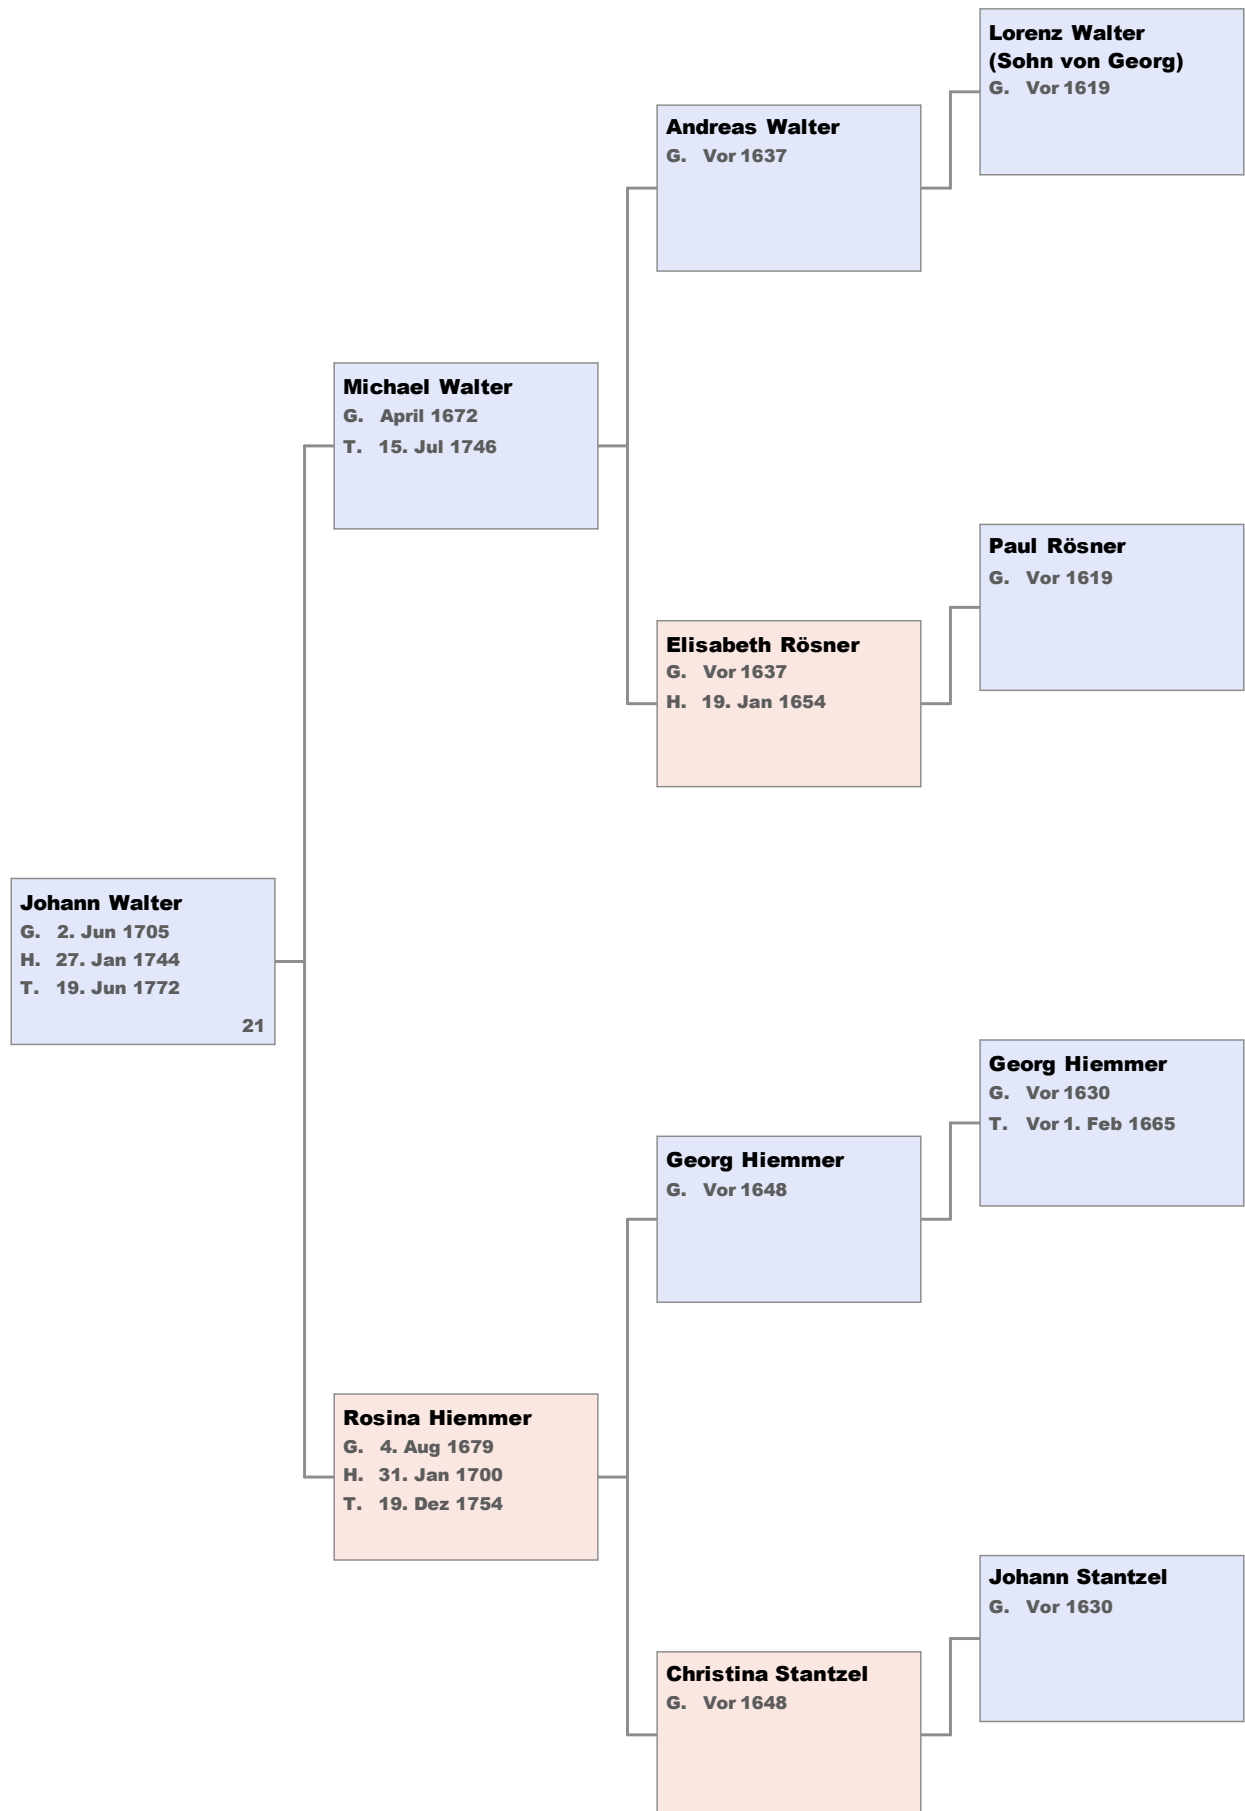 Lorenz Walter
(Sohn von Georg)
G. Vor 1619
Andreas Walter
G. Vor 1637
Michael Walter
G. April 1672
T. 15. Jul 1746
Paul Rösner
G. Vor 1619
Elisabeth Rösner
G. Vor 1637
H. 19. Jan 1654
Johann Walter
G. 2. Jun 1705
H. 27. Jan 1744
T. 19. Jun 1772
21
Georg Hiemmer
G. Vor 1630
T. Vor 1. Feb 1665
Georg Hiemmer
G. Vor 1648
Rosina Hiemmer
G. 4. Aug 1679
H. 31. Jan 1700
T. 19. Dez 1754
Johann Stantzel
G. Vor 1630
Christina Stantzel
G. Vor 1648